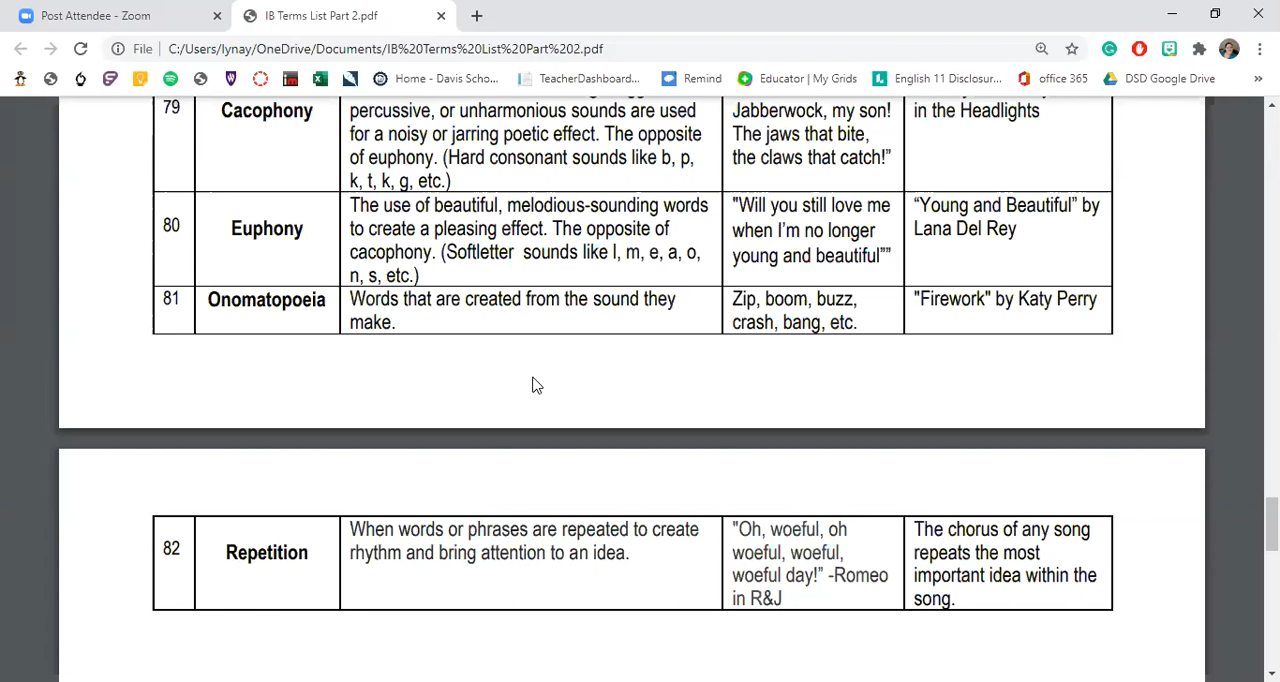 Post Attendee - Zoom
IB Terms List Part 2.pdf
File
C:/Users/lynay/OneDrive/Documents/IB%20Terms%20List%20Part%202.pdf
Home - Davis Scho...
TeacherDashboard...
Remind
Educator | My Grids
English 11 Disclosur...
office 365
DSD Google Drive
»
79
Cacophony
percussive, or unharmonious sounds are used
for a noisy or jarring poetic effect. The opposite
of euphony. (Hard consonant sounds like b, p,
k, t, k, g, etc.)
Jabberwock, my son!
The jaws that bite,
the claws that catch!”
in the Headlights
80
Euphony
The use of beautiful, melodious-sounding words
to create a pleasing effect. The opposite of
cacophony. (Softletter sounds like l, m, e, a, o,
n, s, etc.)
"Will you still love me
when I’m no longer
young and beautiful””
“Young and Beautiful” by
Lana Del Rey
81
Onomatopoeia
Words that are created from the sound they
make.
Zip, boom, buzz,
crash, bang, etc.
"Firework" by Katy Perry
82
Repetition
When words or phrases are repeated to create
rhythm and bring attention to an idea.
"Oh, woeful, oh
woeful, woeful,
woeful day!” -Romeo
in R&J
The chorus of any song
repeats the most
important idea within the
song.